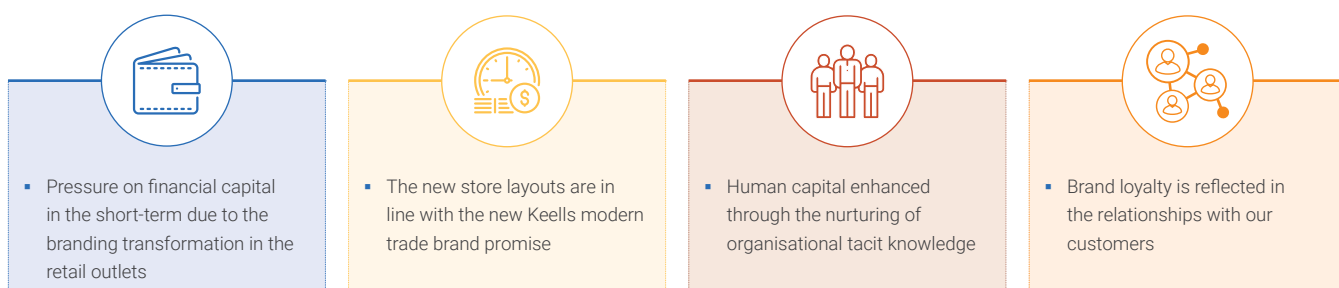 ▪ Pressure on financial capital
in the short-term due to the
branding transformation in the
retail outlets
▪ The new store layouts are in
line with the new Keells modern
trade brand promise
▪ Human capital enhanced
through the nurturing of
organisational tacit knowledge
▪ Brand loyalty is reflected in
the relationships with our
customers